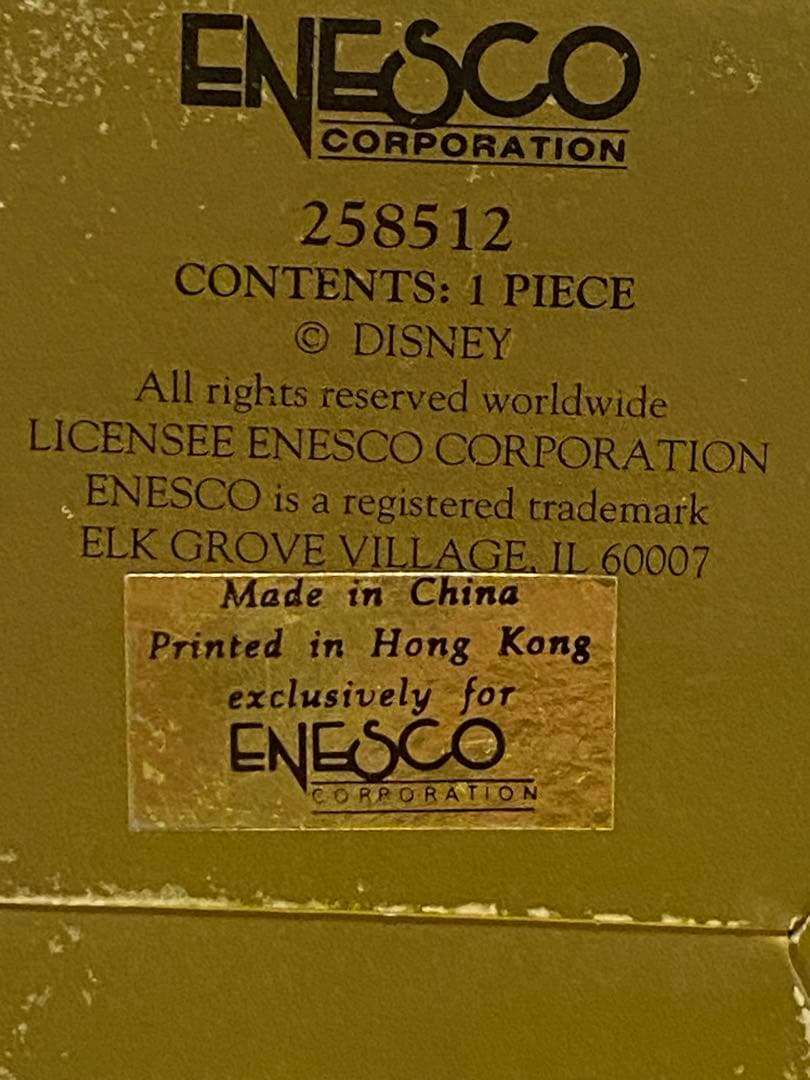 ENESCO
CORPORATION
258512
CONTENTS: 1 PIECE
© DISNEY
All rights reserved worldwide
LICENSEE ENESCO CORPORATION
ENESCO is a registered trademark
ELK GROVE VILLAGE, IL 60007
Made in China
Printed in Hong Kong
exclusively for
ENESCO
CORPORATION